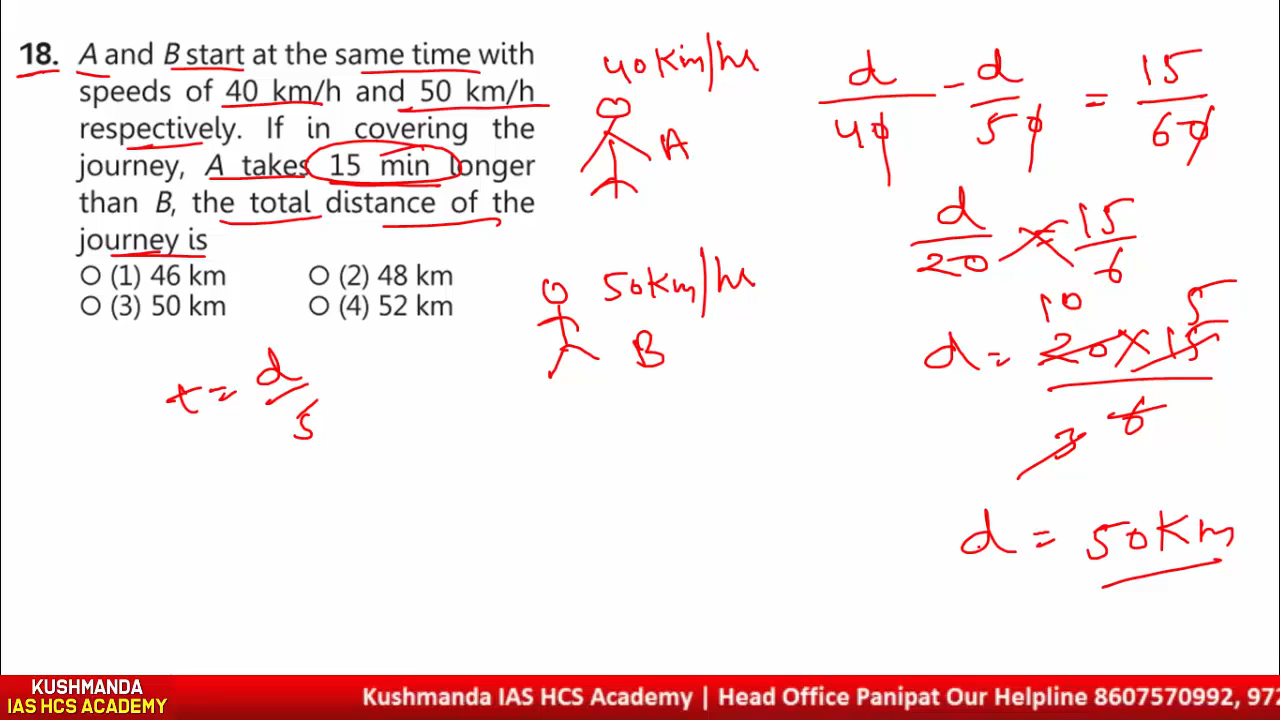 18. A and B start at the same time with
speeds of 40 km/h and 50 km/h
respectively. If in covering the
journey, A takes 15 min longer
than B, the total distance of the
journey is
O (1) 46 km O (2) 48 km
O (3) 50 km O (4) 52 km
t = d/s
40 Km/hr
A
50 Km/hr
B
d/40 - d/50 = 15/60
d/20 = 15/6
10 5
d = 20 × 15
6
3
d = 50 Km
KUSHMANDA
IAS HCS ACADEMY
Kushmanda IAS HCS Academy | Head Office Panipat Our Helpline 8607570992, 972